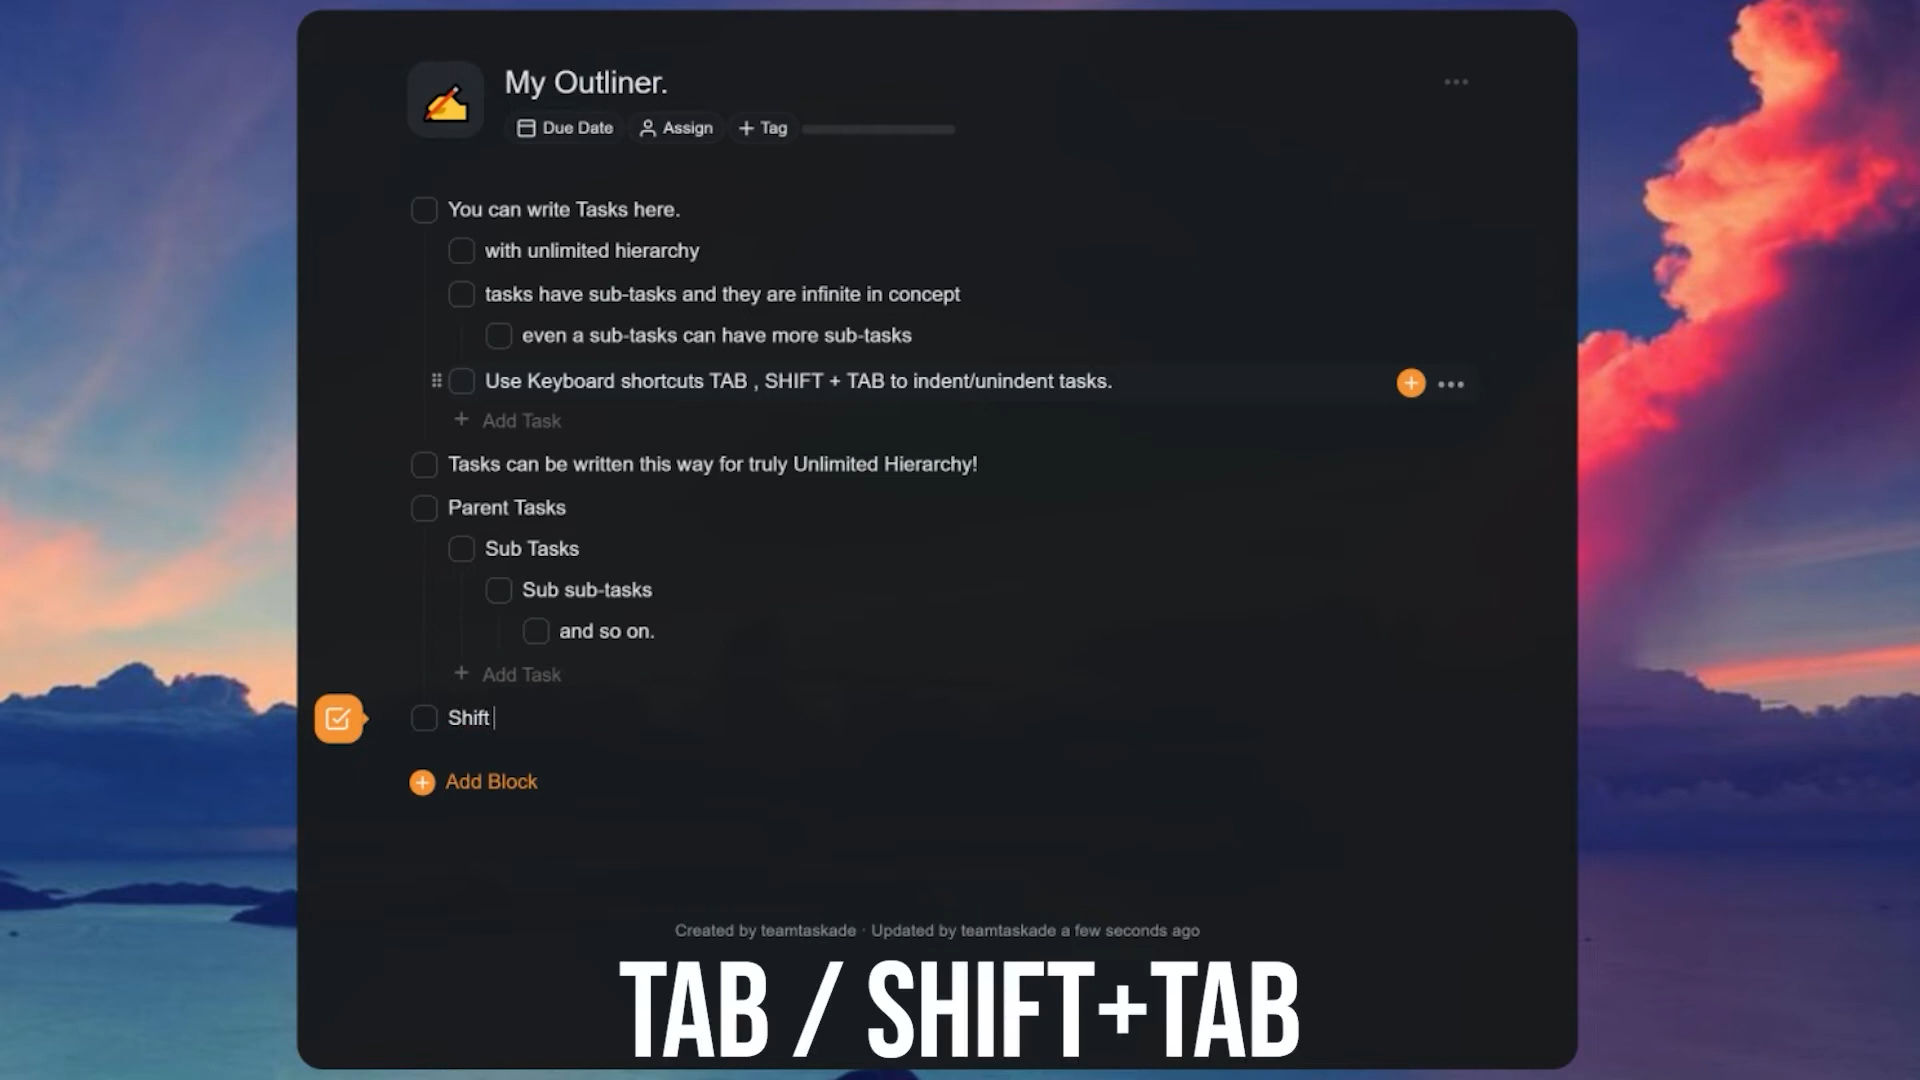 My Outliner.
Due Date Assign + Tag
You can write Tasks here.
with unlimited hierarchy
tasks have sub-tasks and they are infinite in concept
even a sub-tasks can have more sub-tasks
Use Keyboard shortcuts TAB , SHIFT + TAB to indent/unindent tasks.
+ Add Task
Tasks can be written this way for truly Unlimited Hierarchy!
Parent Tasks
Sub Tasks
Sub sub-tasks
and so on.
+ Add Task
Shift
Add Block
Created by teamtaskade · Updated by teamtaskade a few seconds ago
TAB / SHIFT+TAB